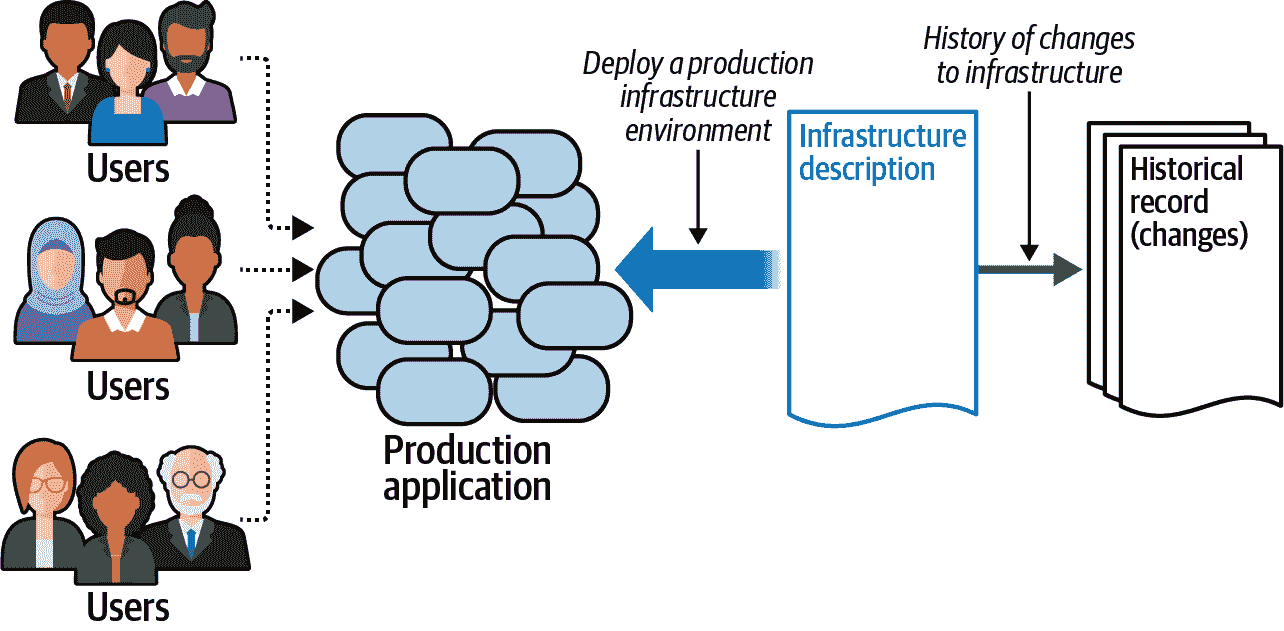 Users
Users
Users
Production
application
Deploy a production
infrastructure
environment
Infrastructure
description
History of changes
to infrastructure
Historical
record
(changes)